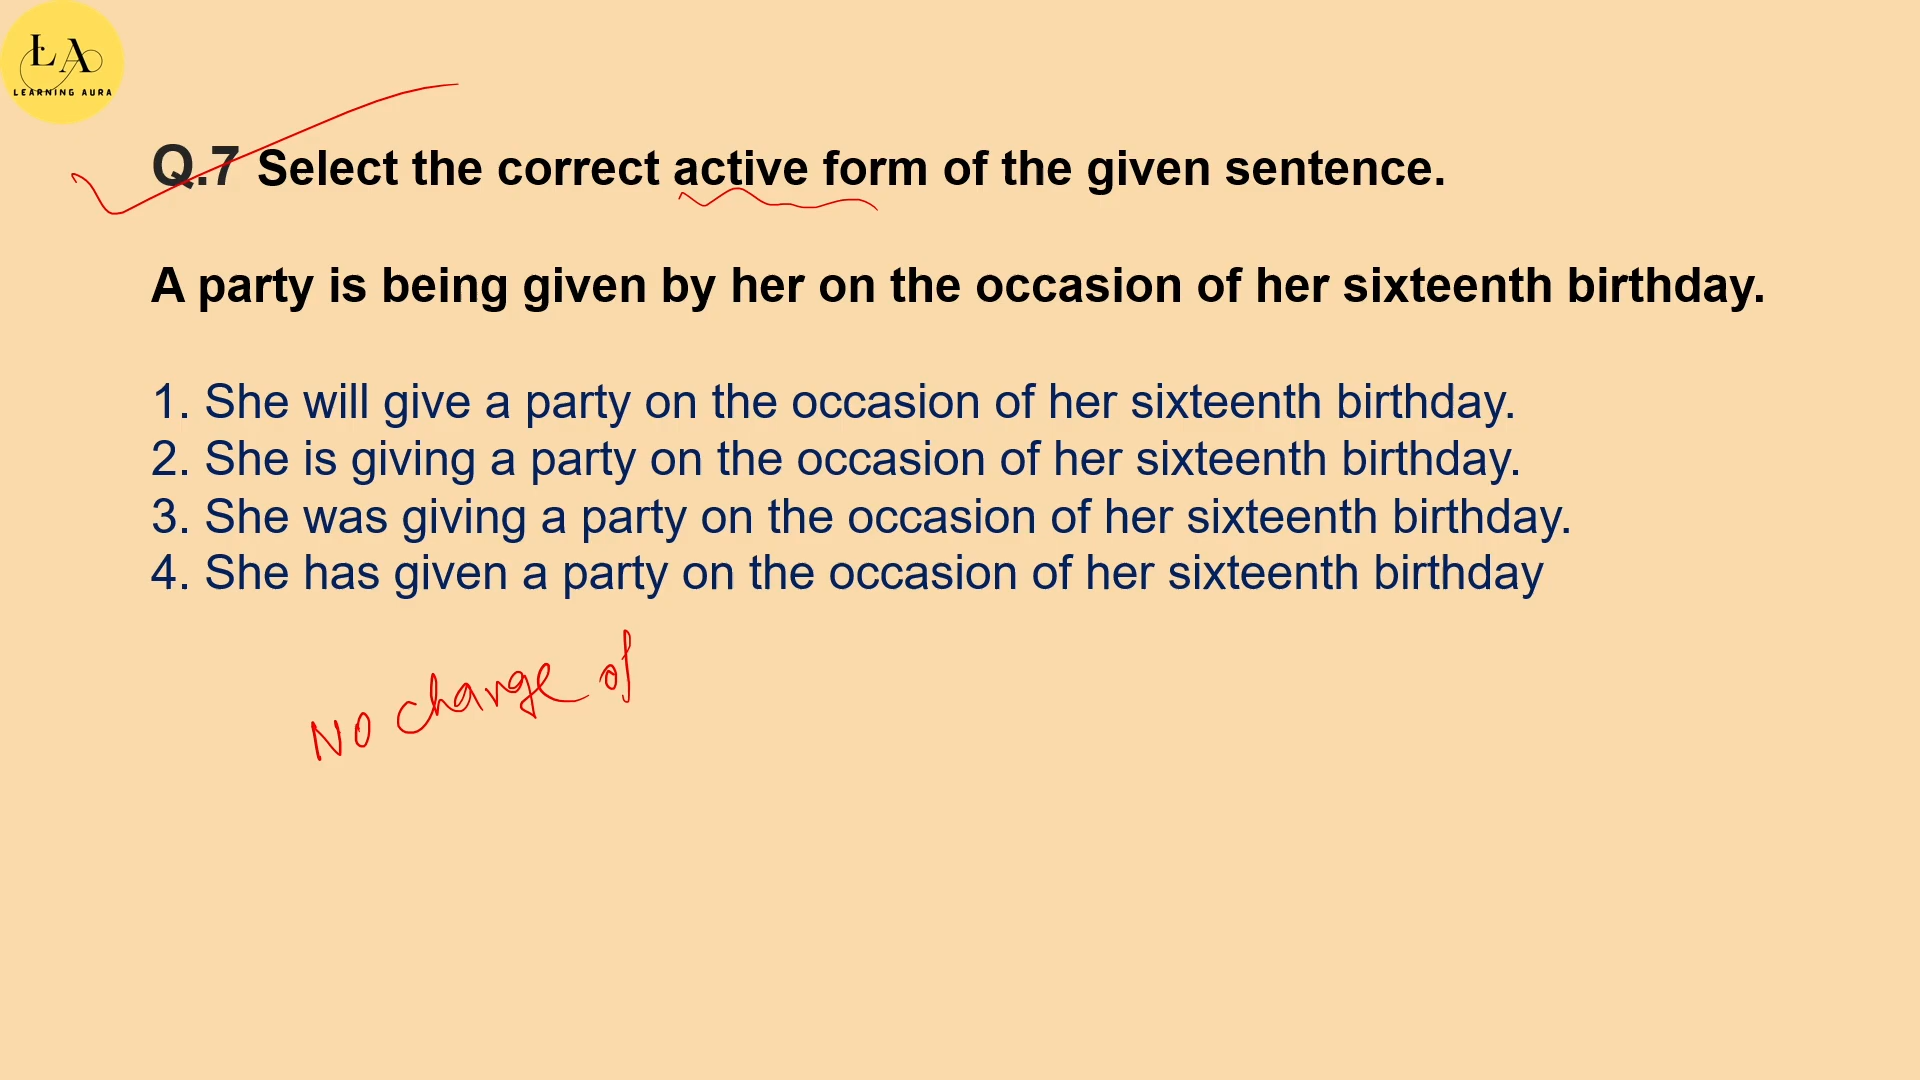 LA
LEARNING AURA
Q.7 Select the correct active form of the given sentence.
A party is being given by her on the occasion of her sixteenth birthday.
1. She will give a party on the occasion of her sixteenth birthday.
2. She is giving a party on the occasion of her sixteenth birthday.
3. She was giving a party on the occasion of her sixteenth birthday.
4. She has given a party on the occasion of her sixteenth birthday
No change of